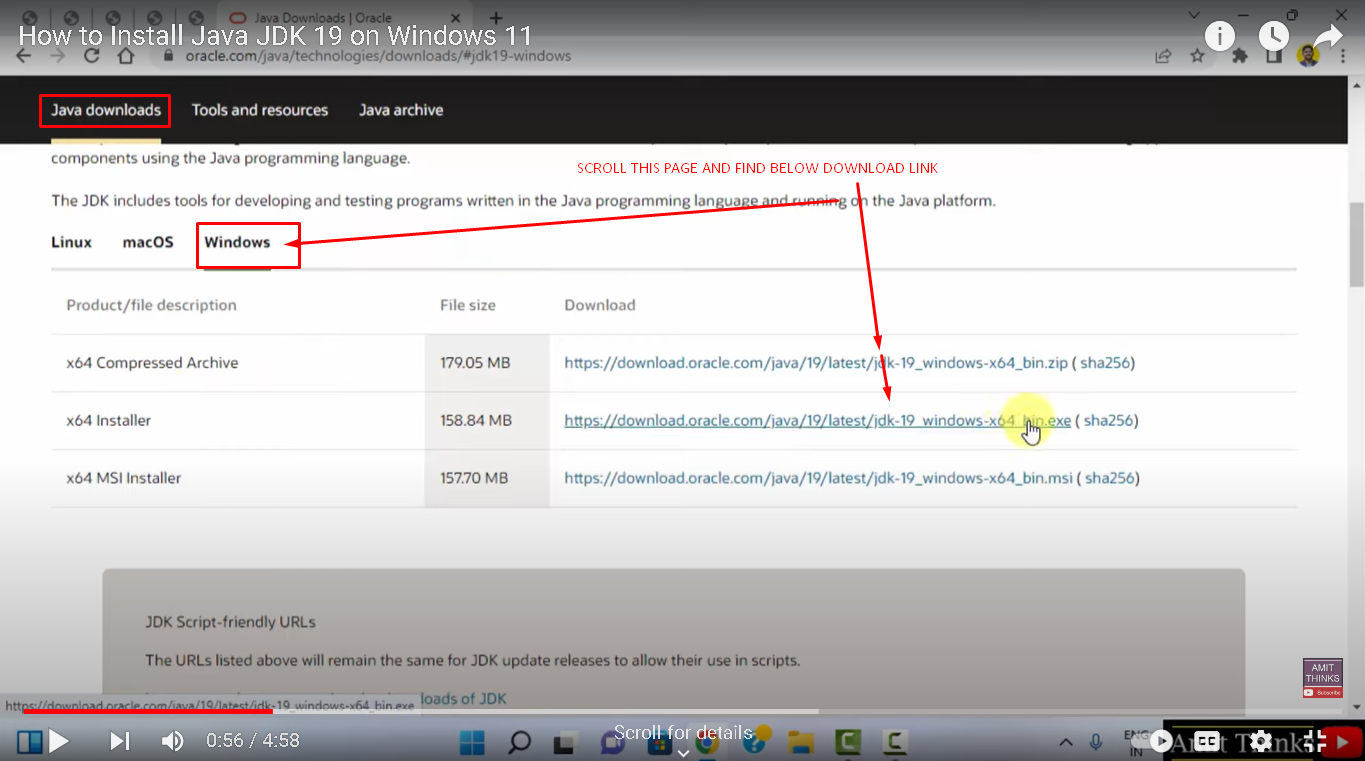 Java Downloads | Oracle
How to Install Java JDK 19 on Windows 11
oracle.com/java/technologies/downloads/#jdk19-windows
Java downloads Tools and resources Java archive
components using the Java programming language.
SCROLL THIS PAGE AND FIND BELOW DOWNLOAD LINK
The JDK includes tools for developing and testing programs written in the Java programming language and running on the Java platform.
Linux macOS Windows
Product/file description File size Download
x64 Compressed Archive 179.05 MB https://download.oracle.com/java/19/latest/jdk-19_windows-x64_bin.zip ( sha256)
x64 Installer 158.84 MB https://download.oracle.com/java/19/latest/jdk-19_windows-x64_bin.exe ( sha256)
x64 MSI Installer 157.70 MB https://download.oracle.com/java/19/latest/jdk-19_windows-x64_bin.msi ( sha256)
JDK Script-friendly URLs
The URLs listed above will remain the same for JDK update releases to allow their use in scripts.
AMIT
THINKS
Subscribe
loads of JDK
https://download.oracle.com/java/19/latest/jdk-19_windows-x64_bin.exe
0:56 / 4:58
Scroll for details
ENG
IN
CC
Amit Thinks